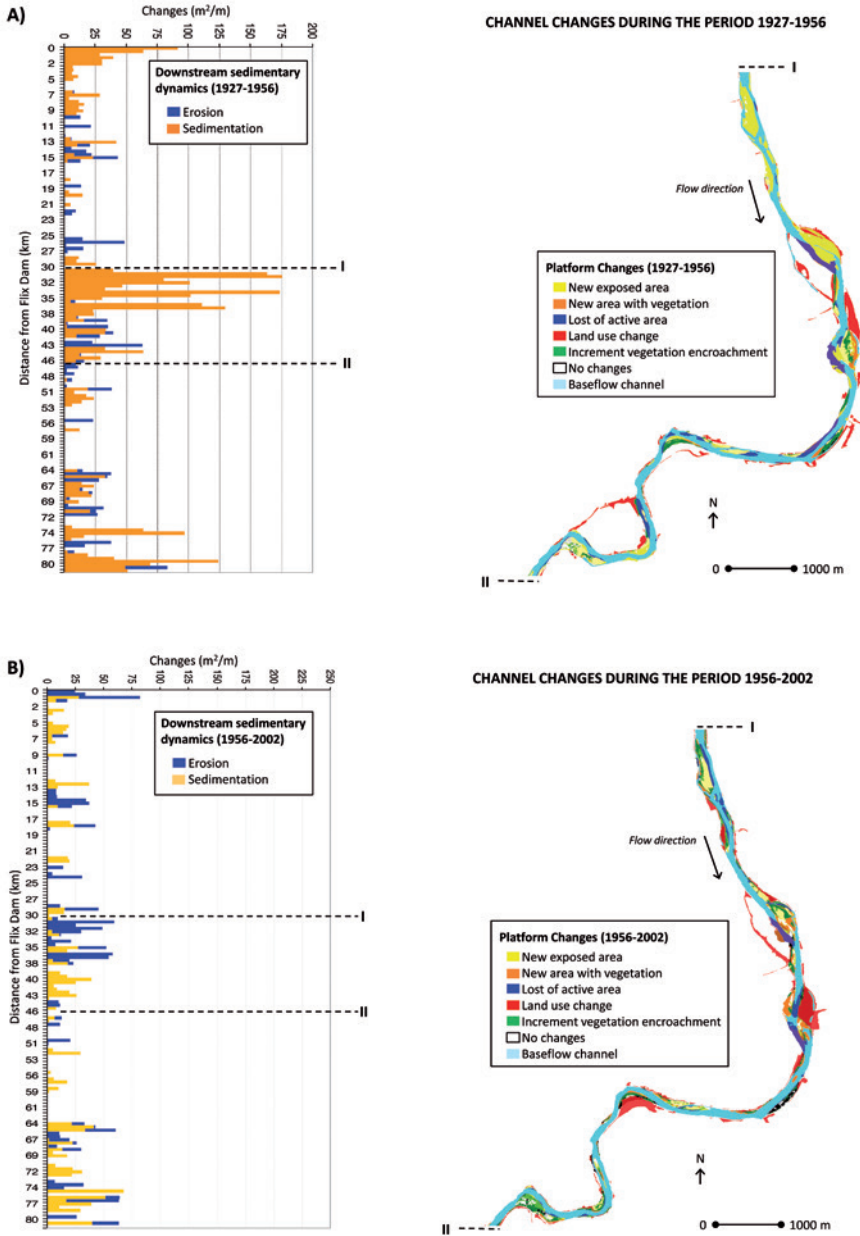 A)
Changes (m²/m)
0 25 50 75 100 125 150 175 200
Distance from Flix Dam (km)
0
2
5
7
9
11
13
15
17
19
21
23
25
27
30
32
35
38
40
43
46
48
51
53
56
59
61
64
67
69
72
74
77
80
Downstream sedimentary
dynamics (1927-1956)
Erosion
Sedimentation
I
II
CHANNEL CHANGES DURING THE PERIOD 1927-1956
I
Flow direction
Platform Changes (1927-1956)
New exposed area
New area with vegetation
Lost of active area
Land use change
Increment vegetation encroachment
No changes
Baseflow channel
N
0 1000 m
II
B)
Changes (m²/m)
0 25 50 75 100 125 150 175 200 250
Distance from Flix Dam (km)
0
2
5
7
9
11
13
15
17
19
21
23
25
27
30
32
35
38
40
43
46
48
51
53
56
59
61
64
67
69
72
74
77
80
Downstream sedimentary
dynamics (1956-2002)
Erosion
Sedimentation
I
II
CHANNEL CHANGES DURING THE PERIOD 1956-2002
I
Flow direction
Platform Changes (1956-2002)
New exposed area
New area with vegetation
Lost of active area
Land use change
Increment vegetation encroachment
No changes
Baseflow channel
N
0 1000 m
II